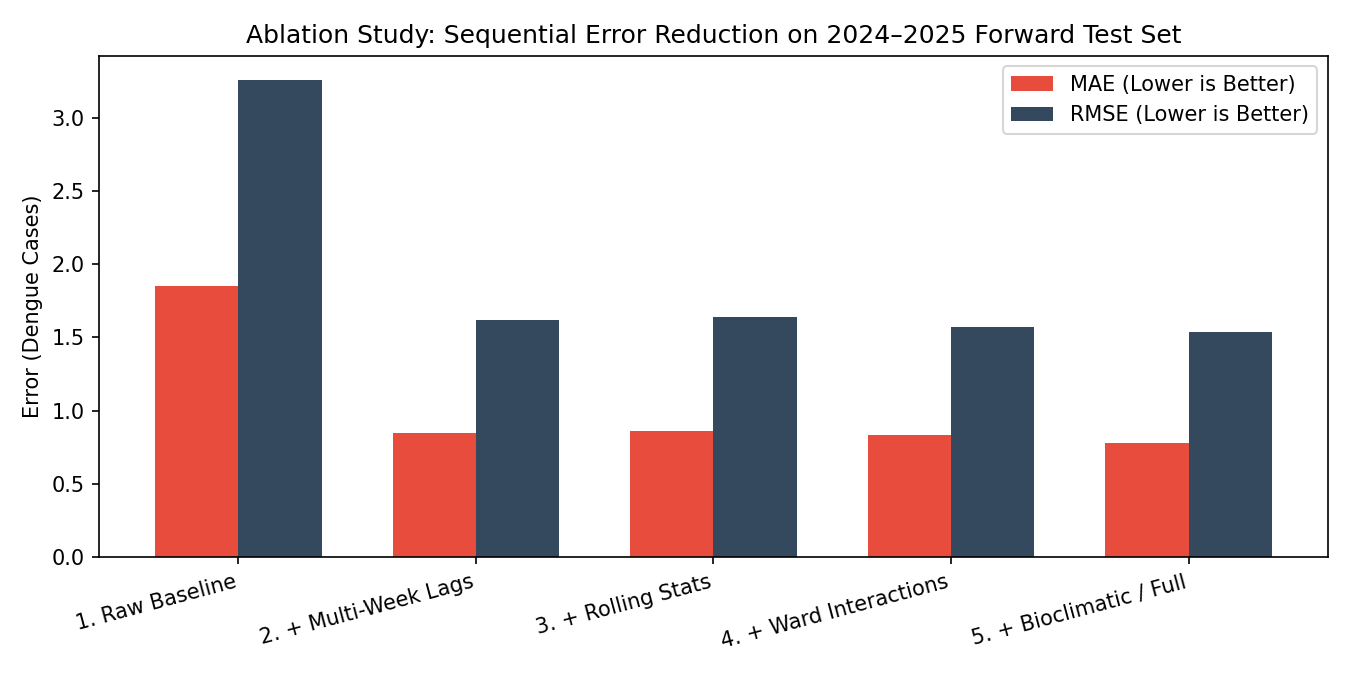 Ablation Study: Sequential Error Reduction on 2024–2025 Forward Test Set
MAE (Lower is Better)
RMSE (Lower is Better)
Error (Dengue Cases)
3.0
2.5
2.0
1.5
1.0
0.5
0.0
1. Raw Baseline
2. + Multi-Week Lags
3. + Rolling Stats
4. + Ward Interactions
5. + Bioclimatic / Full